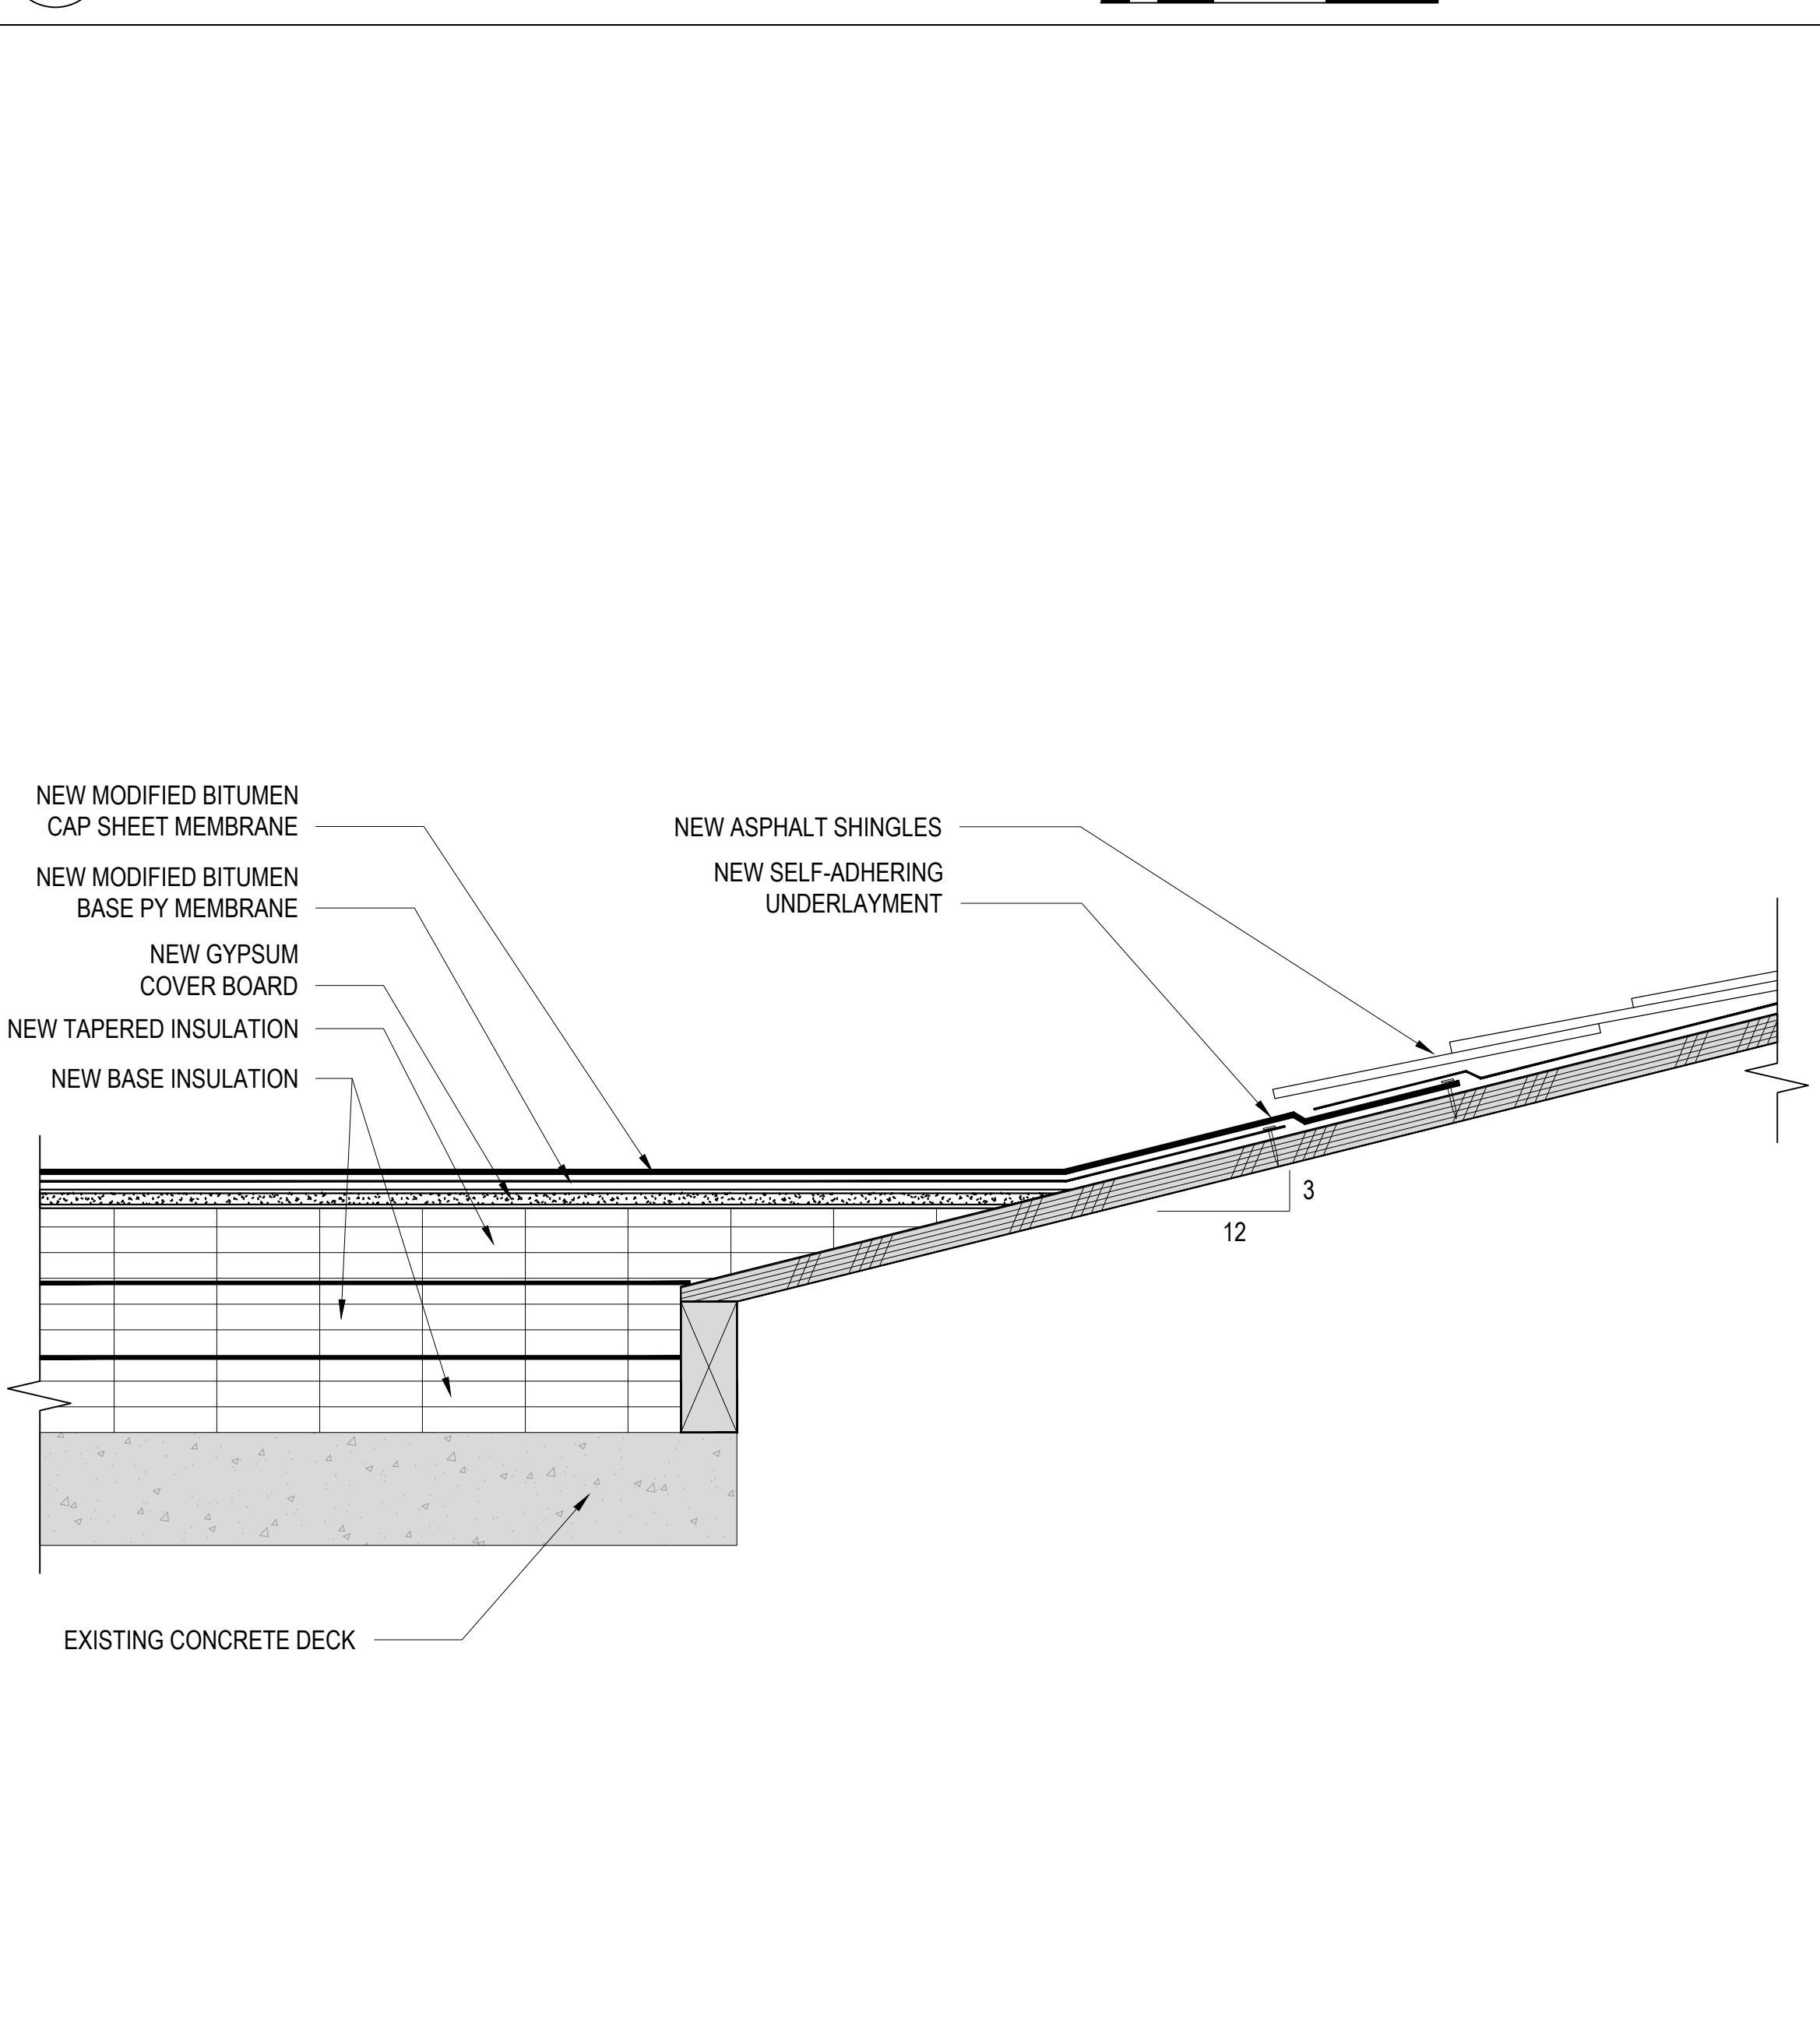 NEW MODIFIED BITUMEN
CAP SHEET MEMBRANE
NEW MODIFIED BITUMEN
BASE PY MEMBRANE
NEW GYPSUM
COVER BOARD
NEW TAPERED INSULATION
NEW BASE INSULATION
NEW ASPHALT SHINGLES
NEW SELF-ADHERING
UNDERLAYMENT
3
12
EXISTING CONCRETE DECK